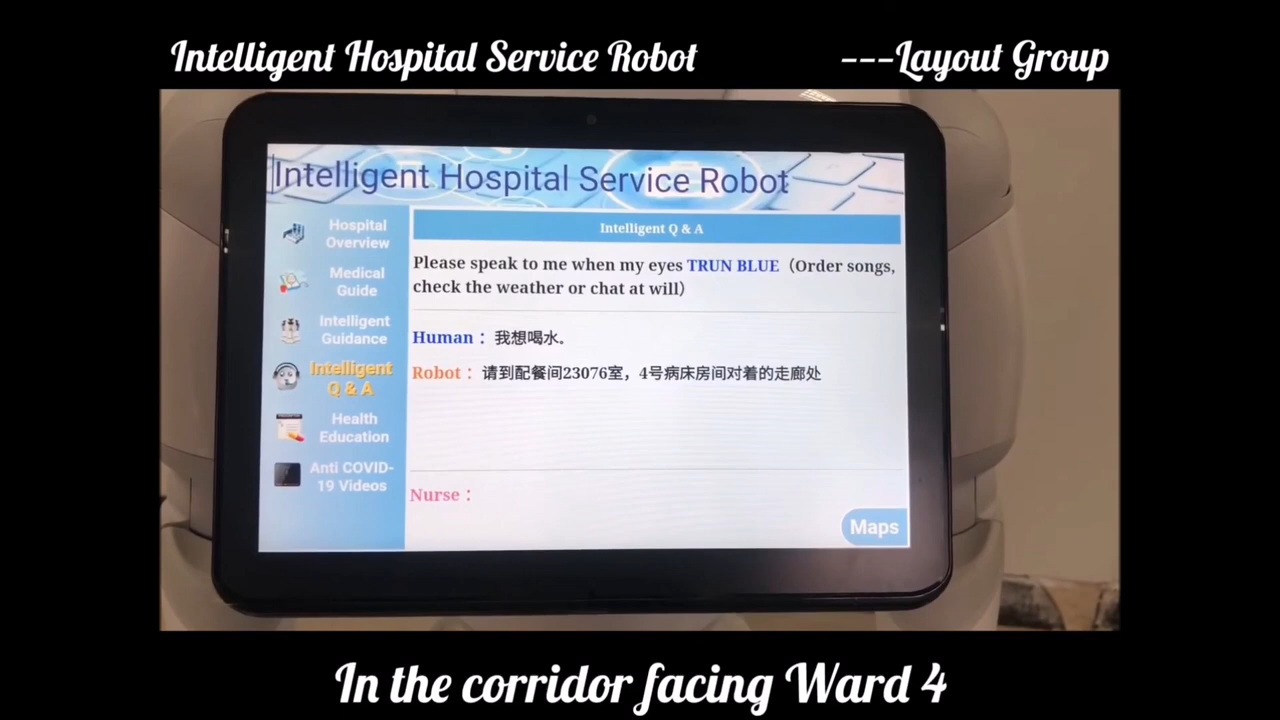 Intelligent Hospital Service Robot
---Layout Group
Intelligent Hospital Service Robot
Hospital
Overview
Medical
Guide
Intelligent
Guidance
Intelligent
Q & A
Health
Education
Anti COVID-
19 Videos
Intelligent Q & A
Please speak to me when my eyes TRUN BLUE（Order songs,
check the weather or chat at will）
Human： 我想喝水。
Robot： 请到配餐间23076室，4号病床房间对着的走廊处
Nurse：
Maps
In the corridor facing Ward 4